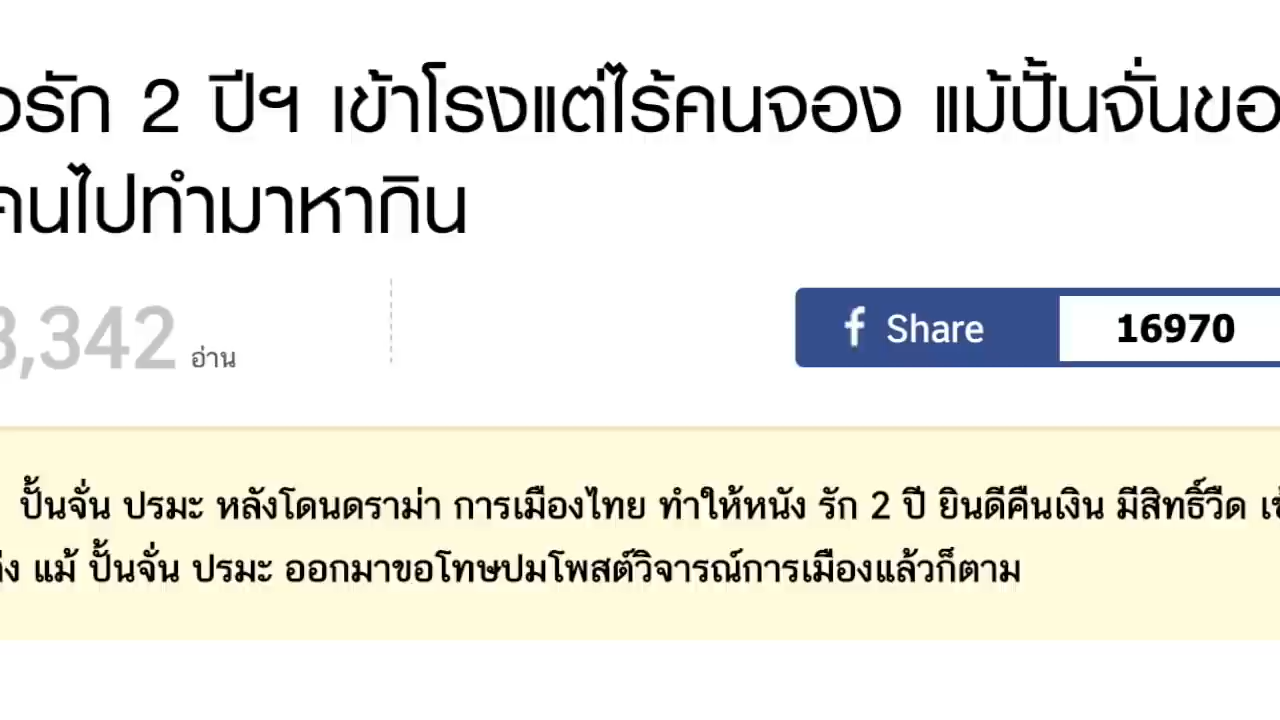 รัก 2 ปีฯ เข้าโรงแต่ไร้คนจอง แม้ปั้นจั่นขอ
คนไปทำมาหากิน
3,342 อ่าน
Share 16970
ปั้นจั่น ปรมะ หลังโดนดราม่า การเมืองไทย ทำให้หนัง รัก 2 ปี ยินดีคืนเงิน มีสิทธิ์วืด
แม้ ปั้นจั่น ปรมะ ออกมาขอโทษปมโพสต์วิจารณ์การเมืองแล้วก็ตาม